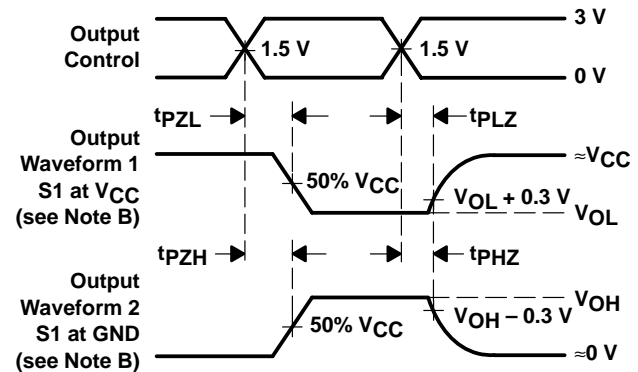 Output
Control
1.5 V
1.5 V
3 V
0 V
tPZL
tPLZ
Output
Waveform 1
S1 at VCC
(see Note B)
50% VCC
≈VCC
VOL + 0.3 V
VOL
tPZH
tPHZ
Output
Waveform 2
S1 at GND
(see Note B)
50% VCC
VOH
VOH – 0.3 V
≈0 V